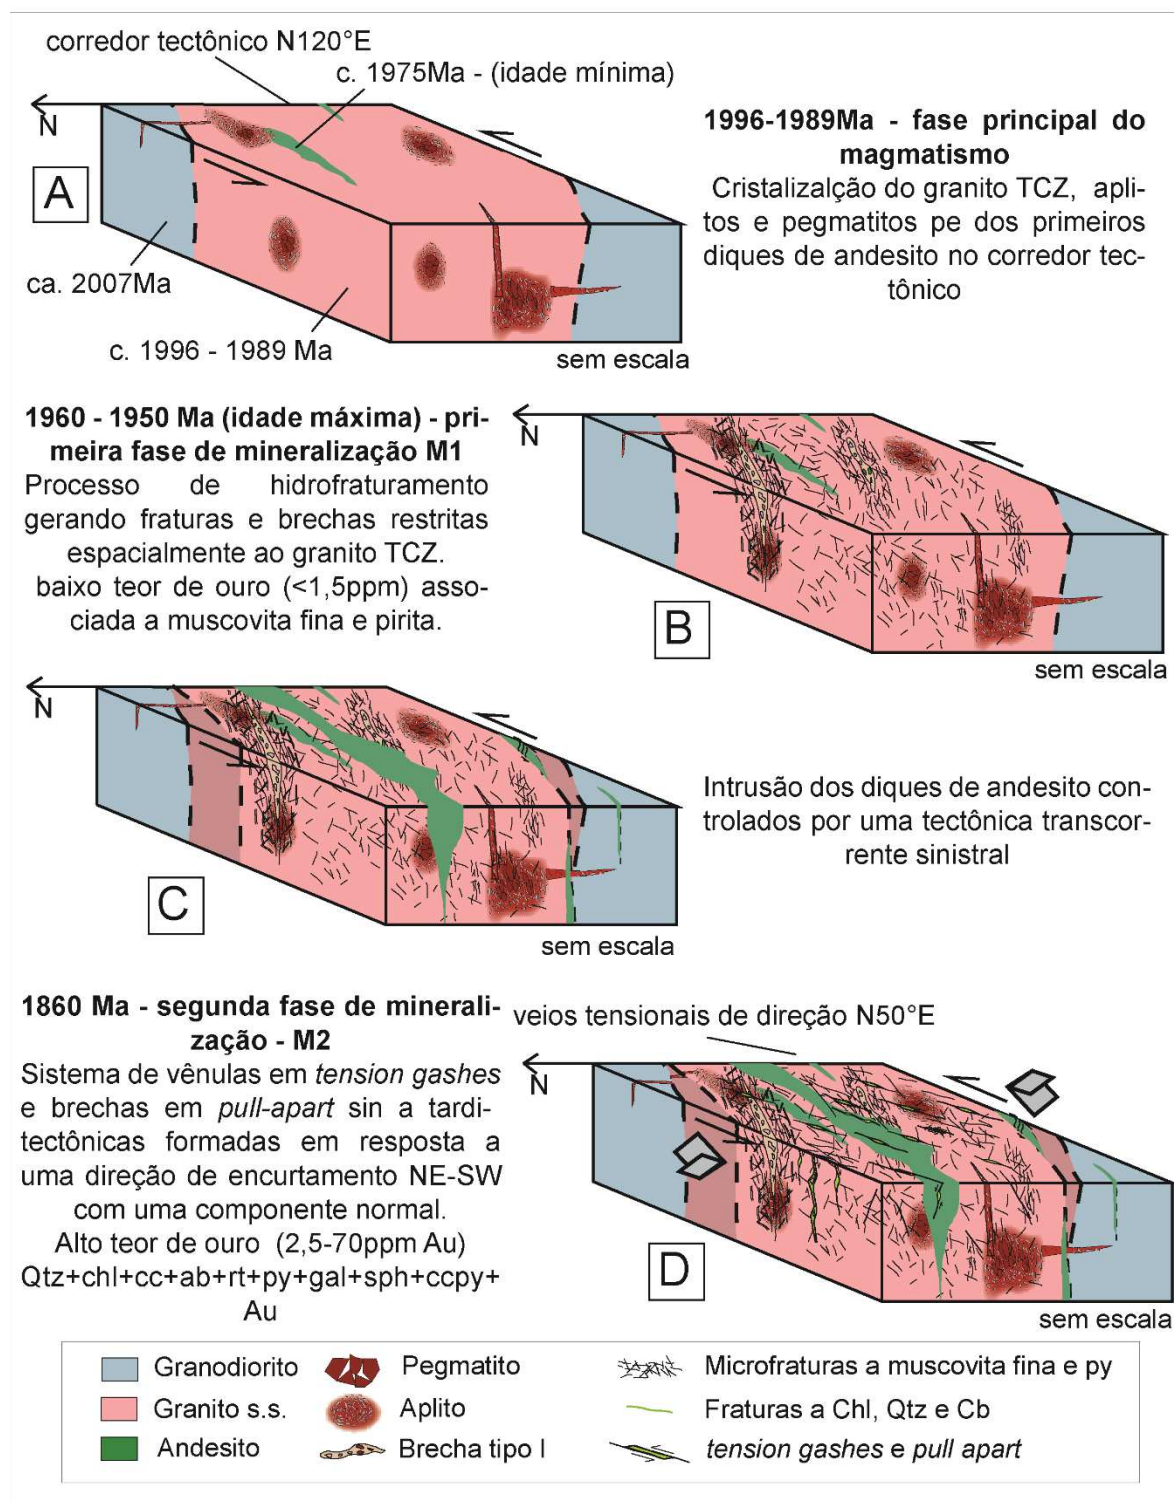 corredor tectônico N120°E
c. 1975Ma - (idade mínima)
N
A
ca. 2007Ma
c. 1996 - 1989 Ma
sem escala
1996-1989Ma - fase principal do
magmatismo
Cristalizalção do granito TCZ, apli-
tos e pegmatitos pe dos primeiros
diques de andesito no corredor tec-
tônico
1960 - 1950 Ma (idade máxima) - pri-
meira fase de mineralização M1
Processo de hidrofraturamento
gerando fraturas e brechas restritas
espacialmente ao granito TCZ.
baixo teor de ouro (<1,5ppm) asso-
ciada a muscovita fina e pirita.
N
B
sem escala
N
C
sem escala
Intrusão dos diques de andesito con-
trolados por uma tectônica transcor-
rente sinistral
1860 Ma - segunda fase de minerali-
zação - M2
Sistema de vênulas em tension gashes
e brechas em pull-apart sin a tardi-
tectônicas formadas em resposta a
uma direção de encurtamento NE-SW
com uma componente normal.
Alto teor de ouro (2,5-70ppm Au)
Qtz+chl+cc+ab+rt+py+gal+sph+ccpy+
Au
veios tensionais de direção N50°E
N
D
sem escala
Granodiorito
Pegmatito
Microfraturas a muscovita fina e py
Granito s.s.
Aplito
Fraturas a Chl, Qtz e Cb
Andesito
Brecha tipo I
tension gashes e pull apart